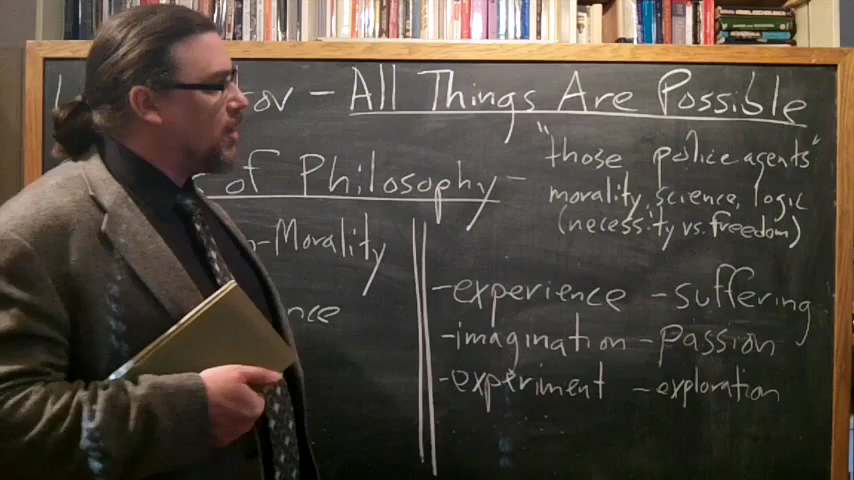 ov - All Things Are Possible
of Philosophy -
"those police agents"
morality, science, logic
(necessity vs. freedom)
-Morality
nce
-experience -suffering
-imagination -passion
-experiment -exploration